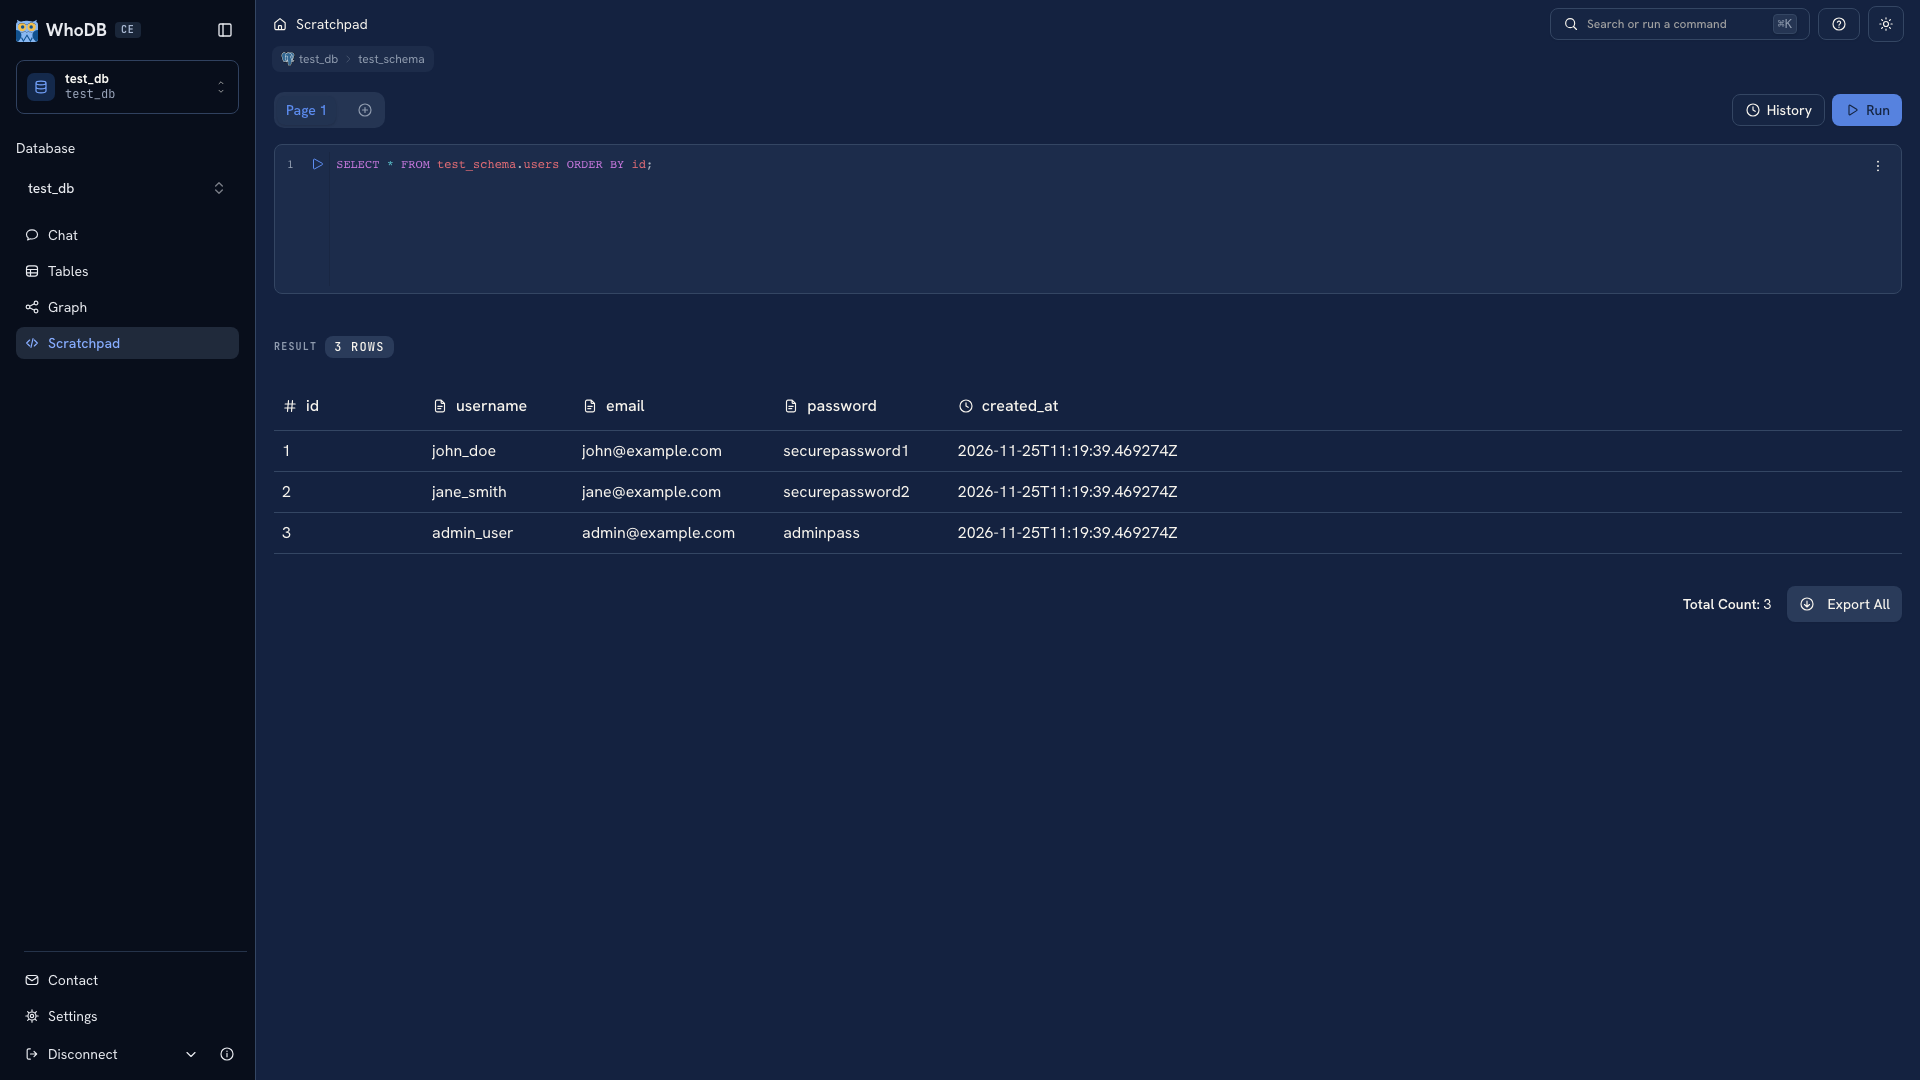 WhoDB CE
test_db
test_db
Database
test_db
Chat
Tables
Graph
Scratchpad
Contact
Settings
Disconnect
Scratchpad
Search or run a command ⌘K
test_db > test_schema
Page 1
History
Run
1 SELECT * FROM test_schema.users ORDER BY id;
RESULT 3 ROWS
# id username email password created_at
1 john_doe john@example.com securepassword1 2026-11-25T11:19:39.469274Z
2 jane_smith jane@example.com securepassword2 2026-11-25T11:19:39.469274Z
3 admin_user admin@example.com adminpass 2026-11-25T11:19:39.469274Z
Total Count: 3
Export All